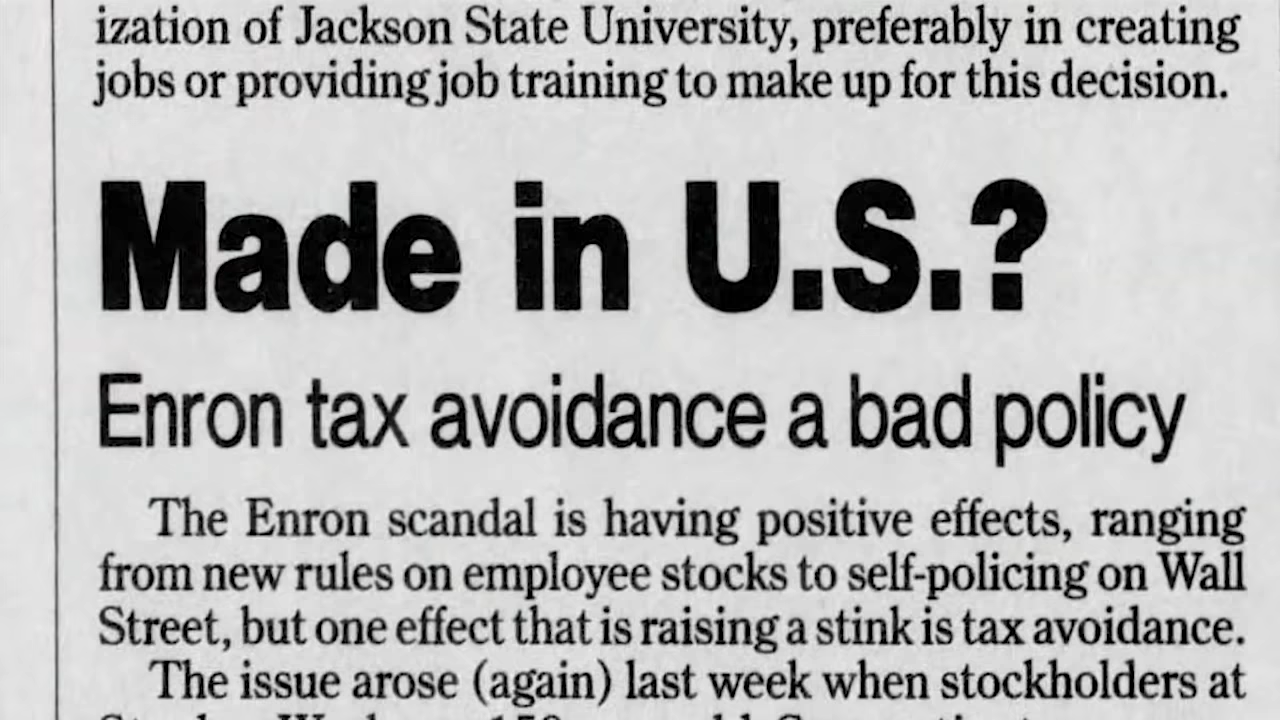 ization of Jackson State University, preferably in creating
jobs or providing job training to make up for this decision.
Made in U.S.?
Enron tax avoidance a bad policy
The Enron scandal is having positive effects, ranging
from new rules on employee stocks to self-policing on Wall
Street, but one effect that is raising a stink is tax avoidance.
The issue arose (again) last week when stockholders at